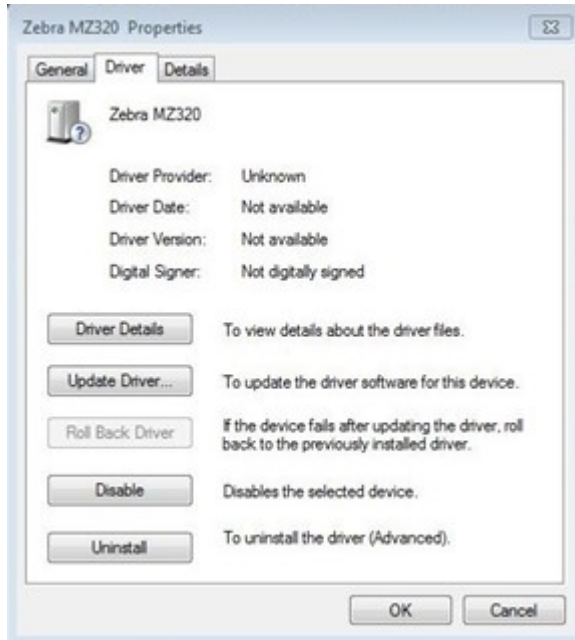 Zebra MZ320 Properties
General Driver Details
Zebra MZ320
Driver Provider: Unknown
Driver Date: Not available
Driver Version: Not available
Digital Signer: Not digitally signed
Driver Details To view details about the driver files.
Update Driver... To update the driver software for this device.
Roll Back Driver If the device fails after updating the driver, roll
back to the previously installed driver.
Disable Disables the selected device.
Uninstall To uninstall the driver (Advanced).
OK Cancel